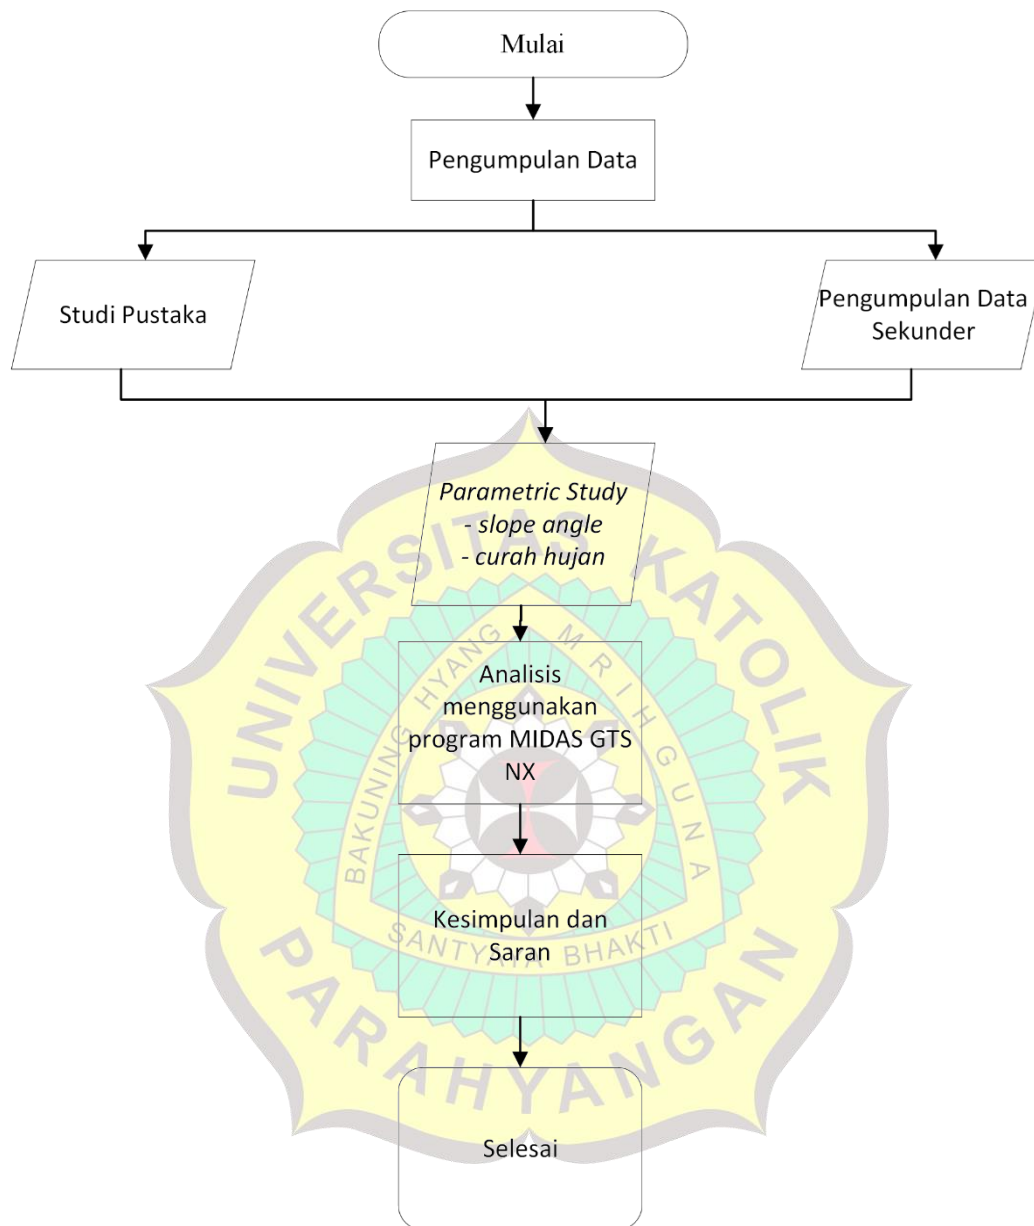 Mulai
Pengumpulan Data
Studi Pustaka
Pengumpulan Data
Sekunder
Parametric Study
- slope angle
- curah hujan
Analisis
menggunakan
program MIDAS GTS
NX
Kesimpulan dan
Saran
Selesai
UNIVERSITAS KATOLIK
PARAHYANGAN
BAKUNING HYANG MRIH GUNA
SANTYAYA BHAKTI